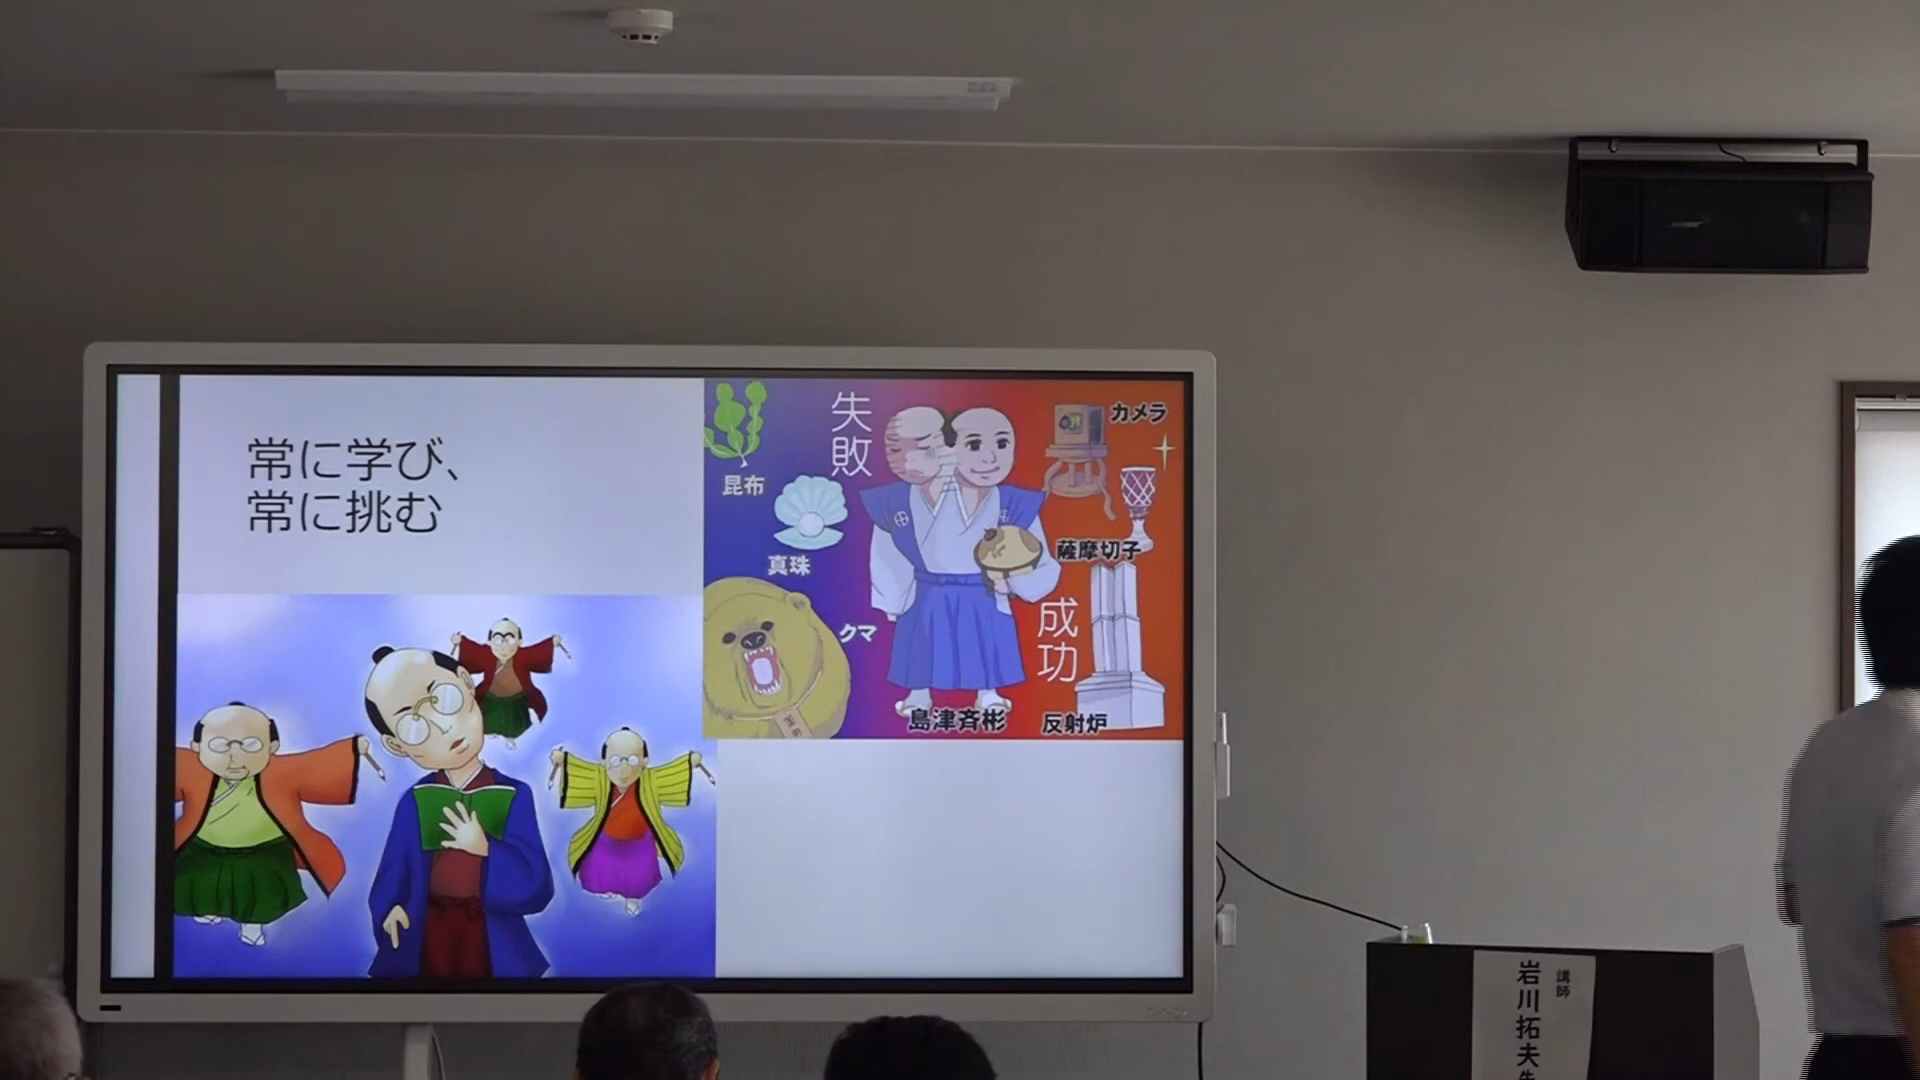 常に学び、
常に挑む
失敗
昆布
真珠
クマ
カメラ
薩摩切子
成功
島津斉彬
反射炉
講師
岩川拓夫